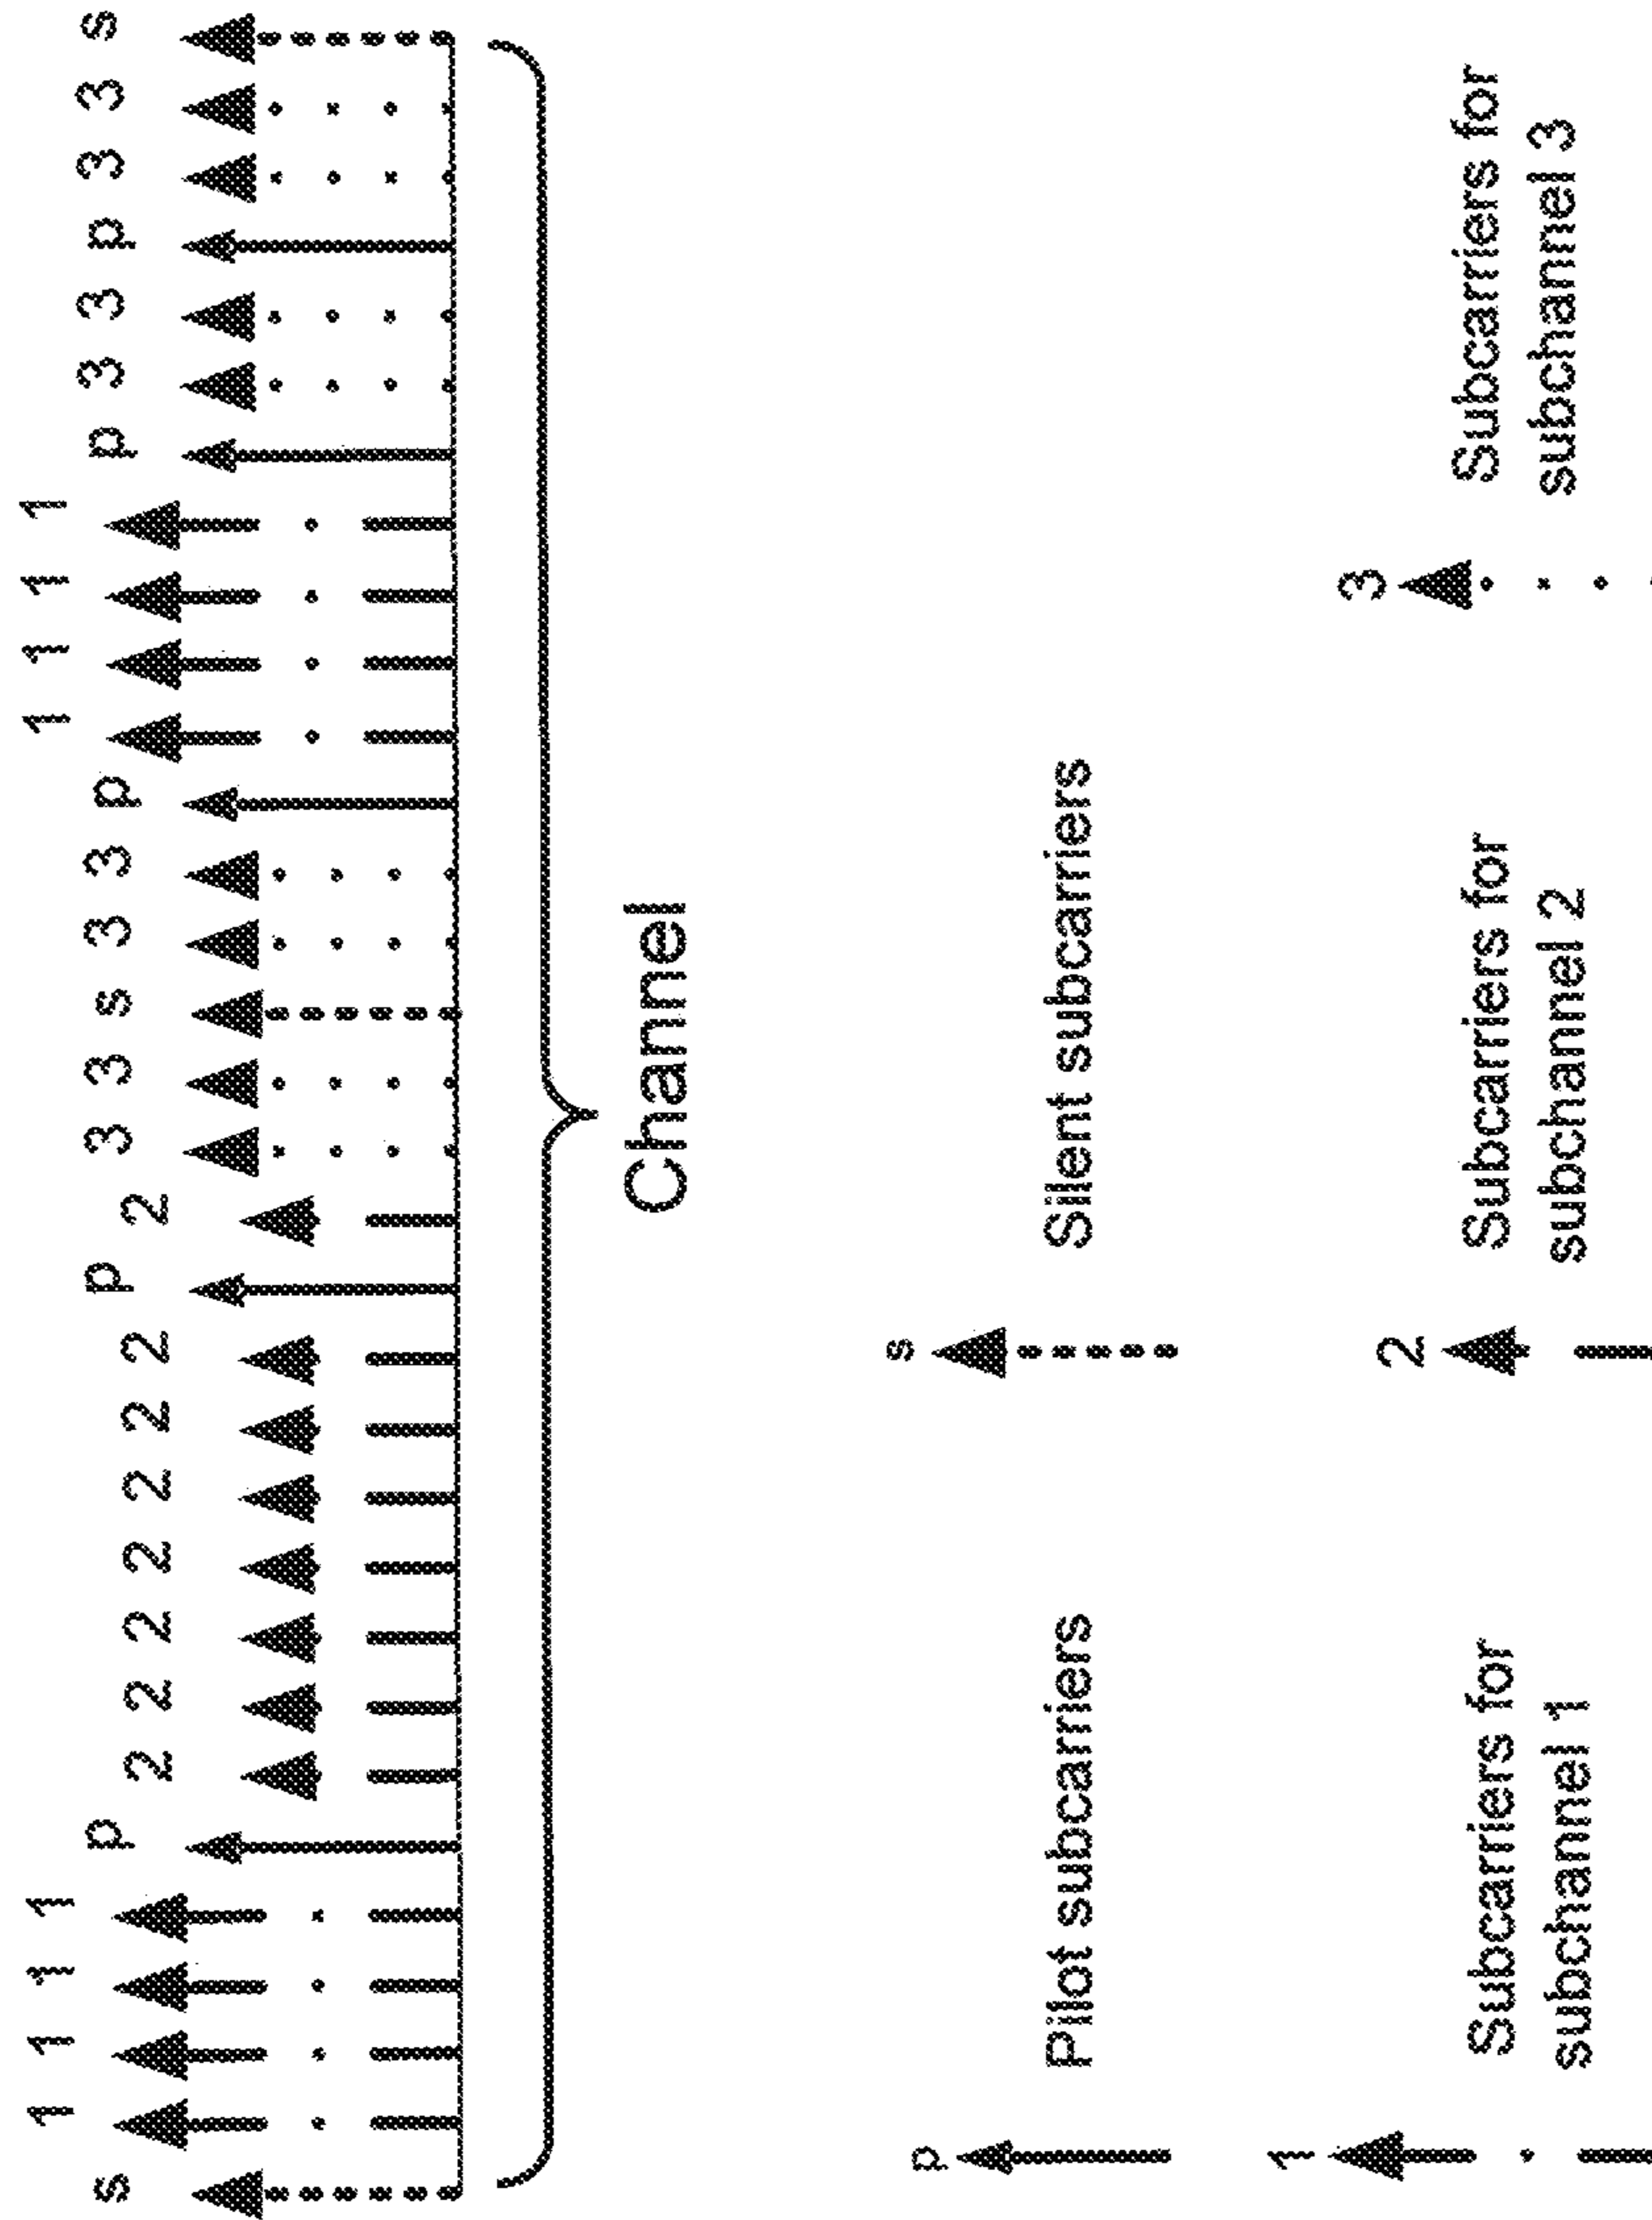 s 1 1 1 1 p 2 2 2 2 2 2 2 p 2 3 3 s 3 3 p 1 1 1 1 p 3 3 p 3 3 s
Channel
p Pilot subcarriers
s Silent subcarriers
1 Subcarriers for
subchannel 1
2 Subcarriers for
subchannel 2
3 Subcarriers for
subchannel 3